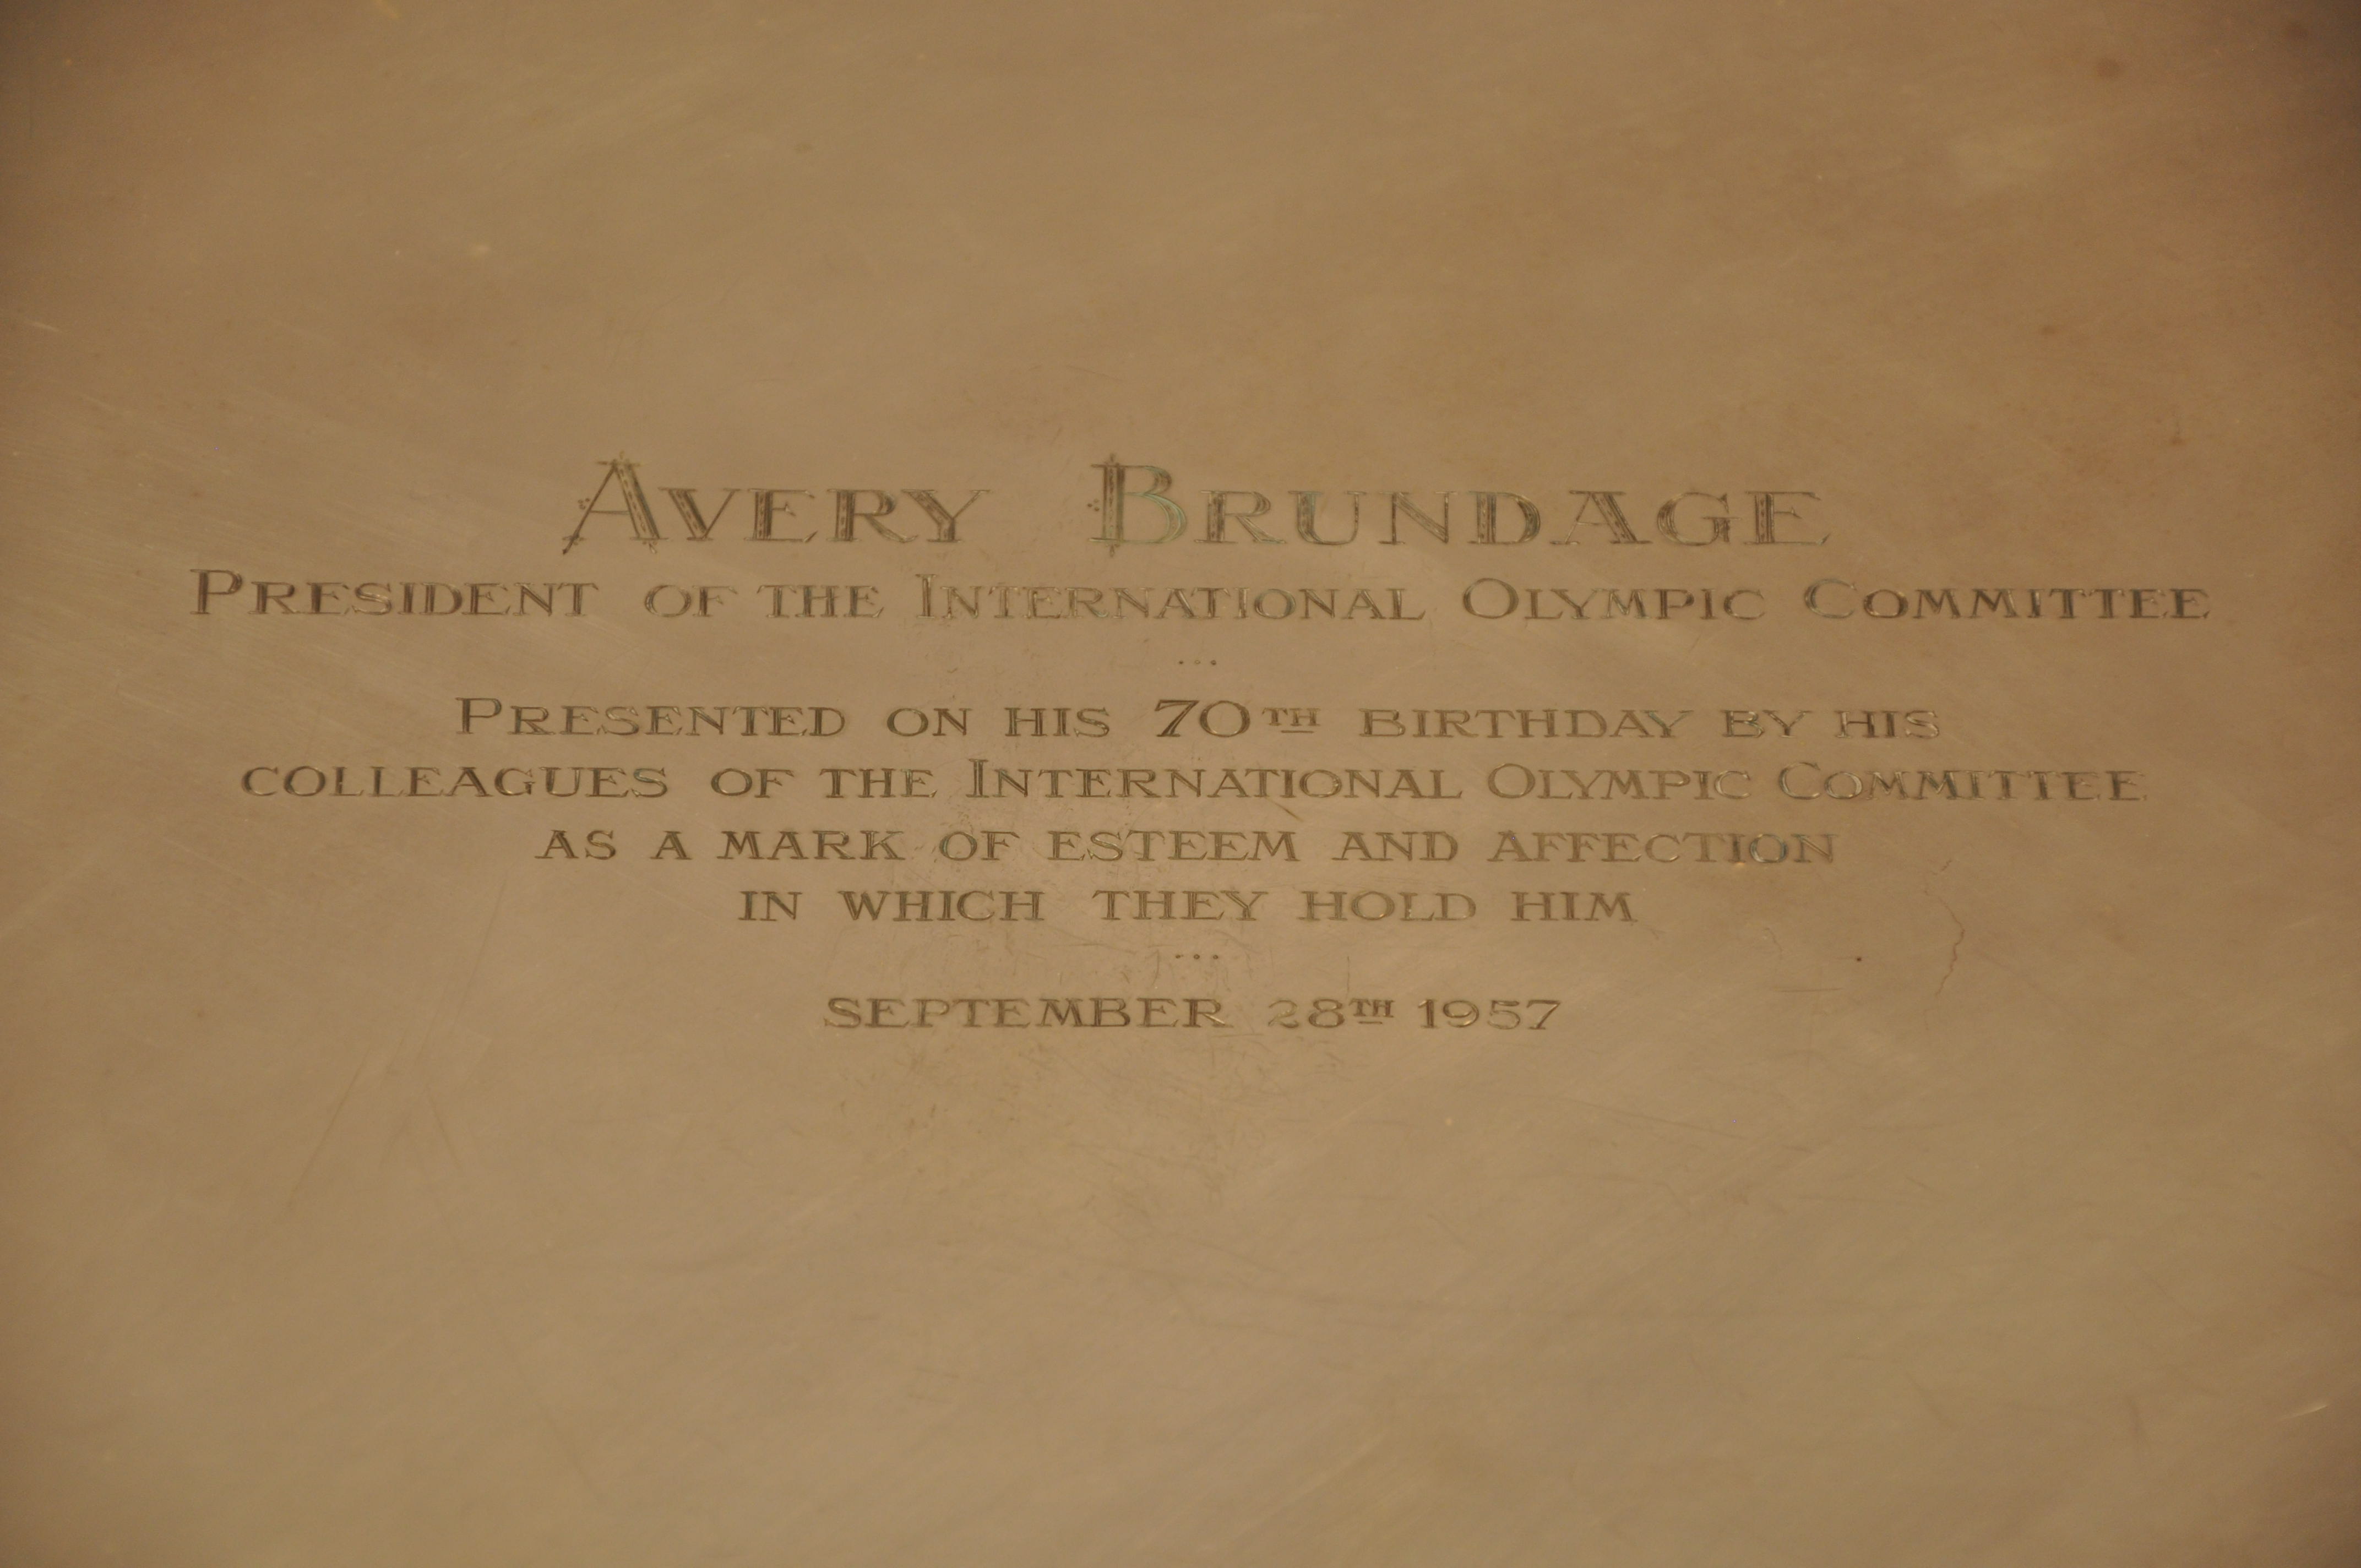 AVERY BRUNDAGE
PRESIDENT OF THE INTERNATIONAL OLYMPIC COMMITTEE
...
PRESENTED ON HIS 70TH BIRTHDAY BY HIS
COLLEAGUES OF THE INTERNATIONAL OLYMPIC COMMITTEE
AS A MARK OF ESTEEM AND AFFECTION
IN WHICH THEY HOLD HIM
...
SEPTEMBER 28TH 1957